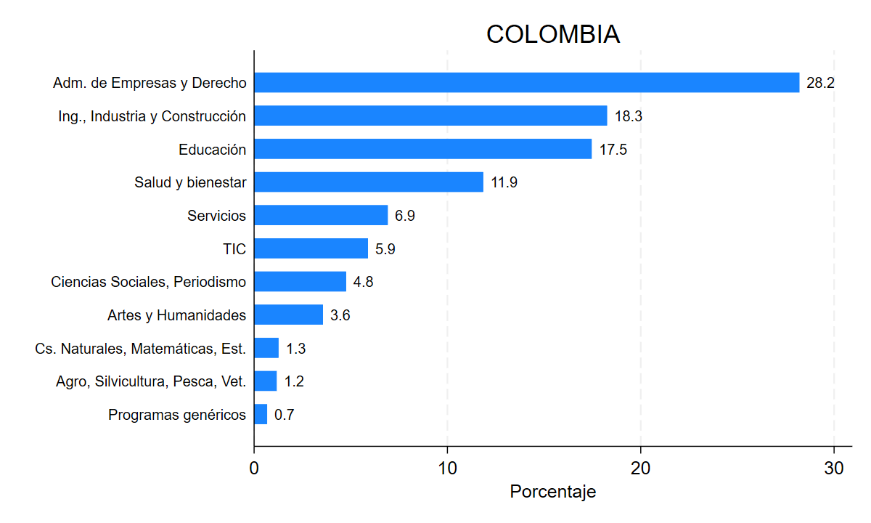 COLOMBIA
Adm. de Empresas y Derecho 28.2
Ing., Industria y Construcción 18.3
Educación 17.5
Salud y bienestar 11.9
Servicios 6.9
TIC 5.9
Ciencias Sociales, Periodismo 4.8
Artes y Humanidades 3.6
Cs. Naturales, Matemáticas, Est. 1.3
Agro, Silvicultura, Pesca, Vet. 1.2
Programas genéricos 0.7
0 10 20 30
Porcentaje